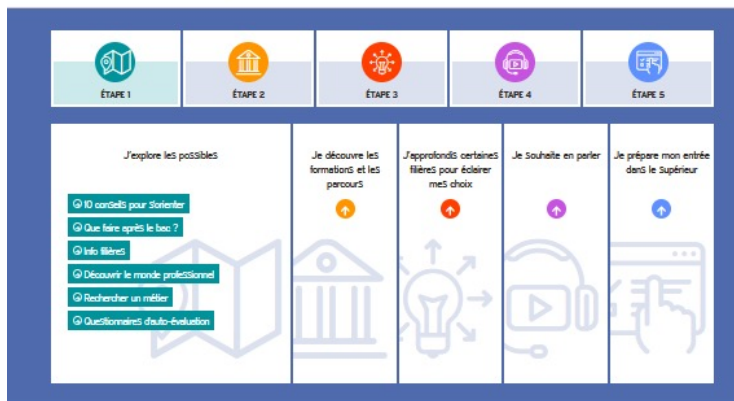 ÉTAPE 1
ÉTAPE 2
ÉTAPE 3
ÉTAPE 4
ÉTAPE 5
J'explore les possibles
10 conseils pour s'orienter
Que faire après le bac ?
Info filières
Découvrir le monde professionnel
Rechercher un métier
Questionnaires d'auto-évaluation
Je découvre les
formations et les
parcours
J'approfondis certaines
filières pour éclairer
mes choix
Je souhaite en parler
Je prépare mon entrée
dans le supérieur